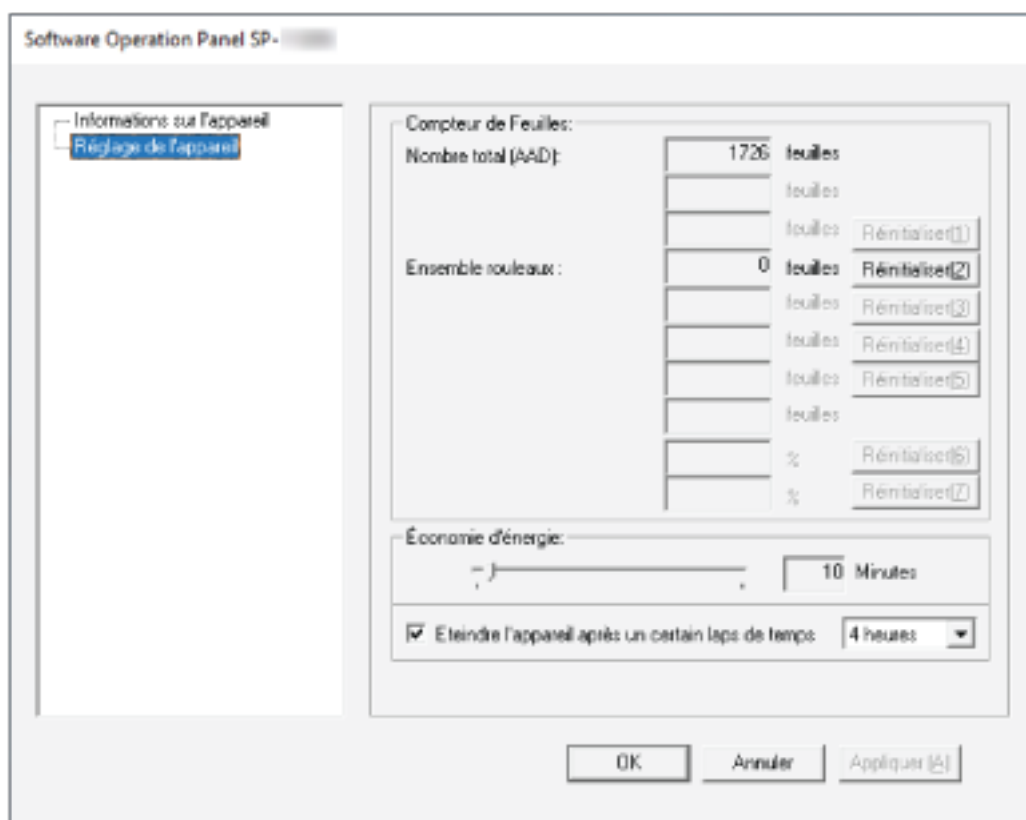 Software Operation Panel SP-
Informations sur l'appareil
Réglage de l'appareil
Compteur de Feuilles:
Nombre total (AAD): 1726 feuilles
feuilles
feuilles Réinitialiser(1)
Ensemble rouleaux : 0 feuilles Réinitialiser(2)
feuilles Réinitialiser(3)
feuilles Réinitialiser(4)
feuilles Réinitialiser(5)
feuilles
% Réinitialiser(6)
% Réinitialiser(7)
Économie d'énergie:
10 Minutes
Eteindre l'appareil après un certain laps de temps 4 heures
OK Annuler Appliquer (A)